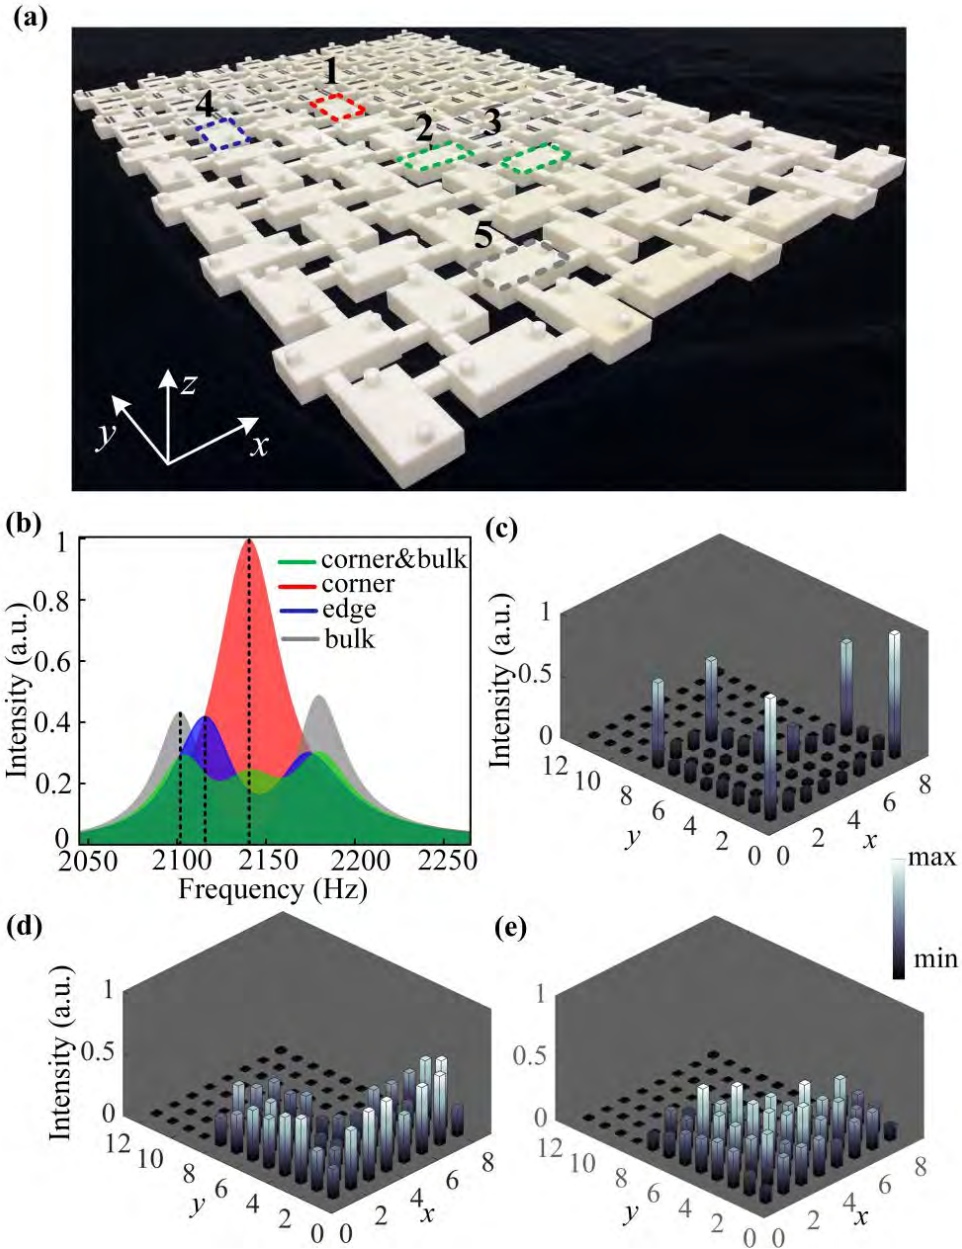 (a)
1
4
2
3
5
z
y
x
(b)
1
0.8
0.6
0.4
0.2
0
Intensity (a.u.)
corner&bulk
corner
edge
bulk
2050
2100
2150
2200
2250
Frequency (Hz)
(c)
1
0.5
0
Intensity (a.u.)
12
10
8
6
4
2
0
y
0
2
4
6
8
x
max
min
(d)
1
0.5
0
Intensity (a.u.)
12
10
8
6
4
2
0
y
0
2
4
6
8
x
(e)
1
0.5
0
12
10
8
6
4
2
0
y
0
2
4
6
8
x